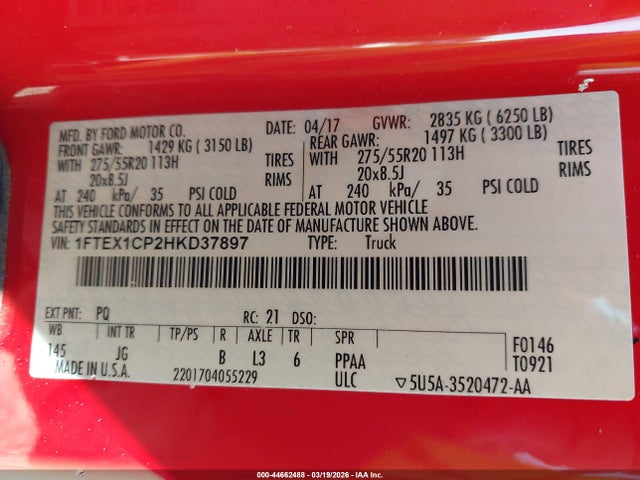 MFD. BY FORD MOTOR CO.
DATE: 04/17 GVWR: 2835 KG ( 6250 LB)
FRONT GAWR: 1429 KG ( 3150 LB)
REAR GAWR: 1497 KG ( 3300 LB)
WITH 275/55R20 113H TIRES
WITH 275/55R20 113H TIRES
20x8.5J RIMS
20x8.5J RIMS
AT 240 kPa/ 35 PSI COLD
AT 240 kPa/ 35 PSI COLD
THIS VEHICLE CONFORMS TO ALL APPLICABLE FEDERAL MOTOR VEHICLE
SAFETY STANDARDS IN EFFECT ON THE DATE OF MANUFACTURE SHOWN ABOVE.
VIN: 1FTEX1CP2HKD37897 TYPE: Truck
EXT PNT: PQ RC: 21 DSO:
WB INT TR TP/PS R AXLE TR SPR
145 JG B L3 6 PPAA
F0146
T0921
MADE IN U.S.A. 2201704055229 ULC ▽5U5A-3520472-AA
000-44662488 - 03/19/2026 - IAA Inc.